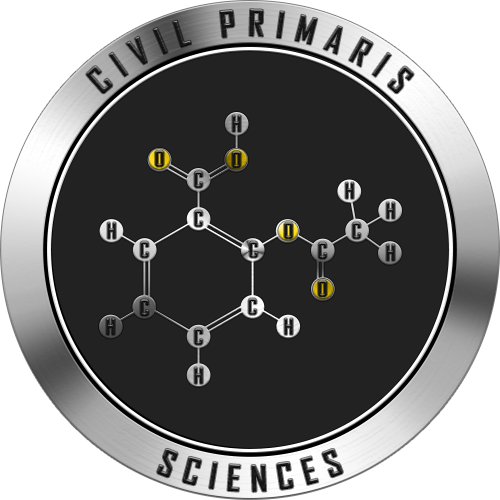 CIVIL PRIMARIS
H
O O
C
H
C H
H C C O C C
O H
C C
H C H
H
SCIENCES